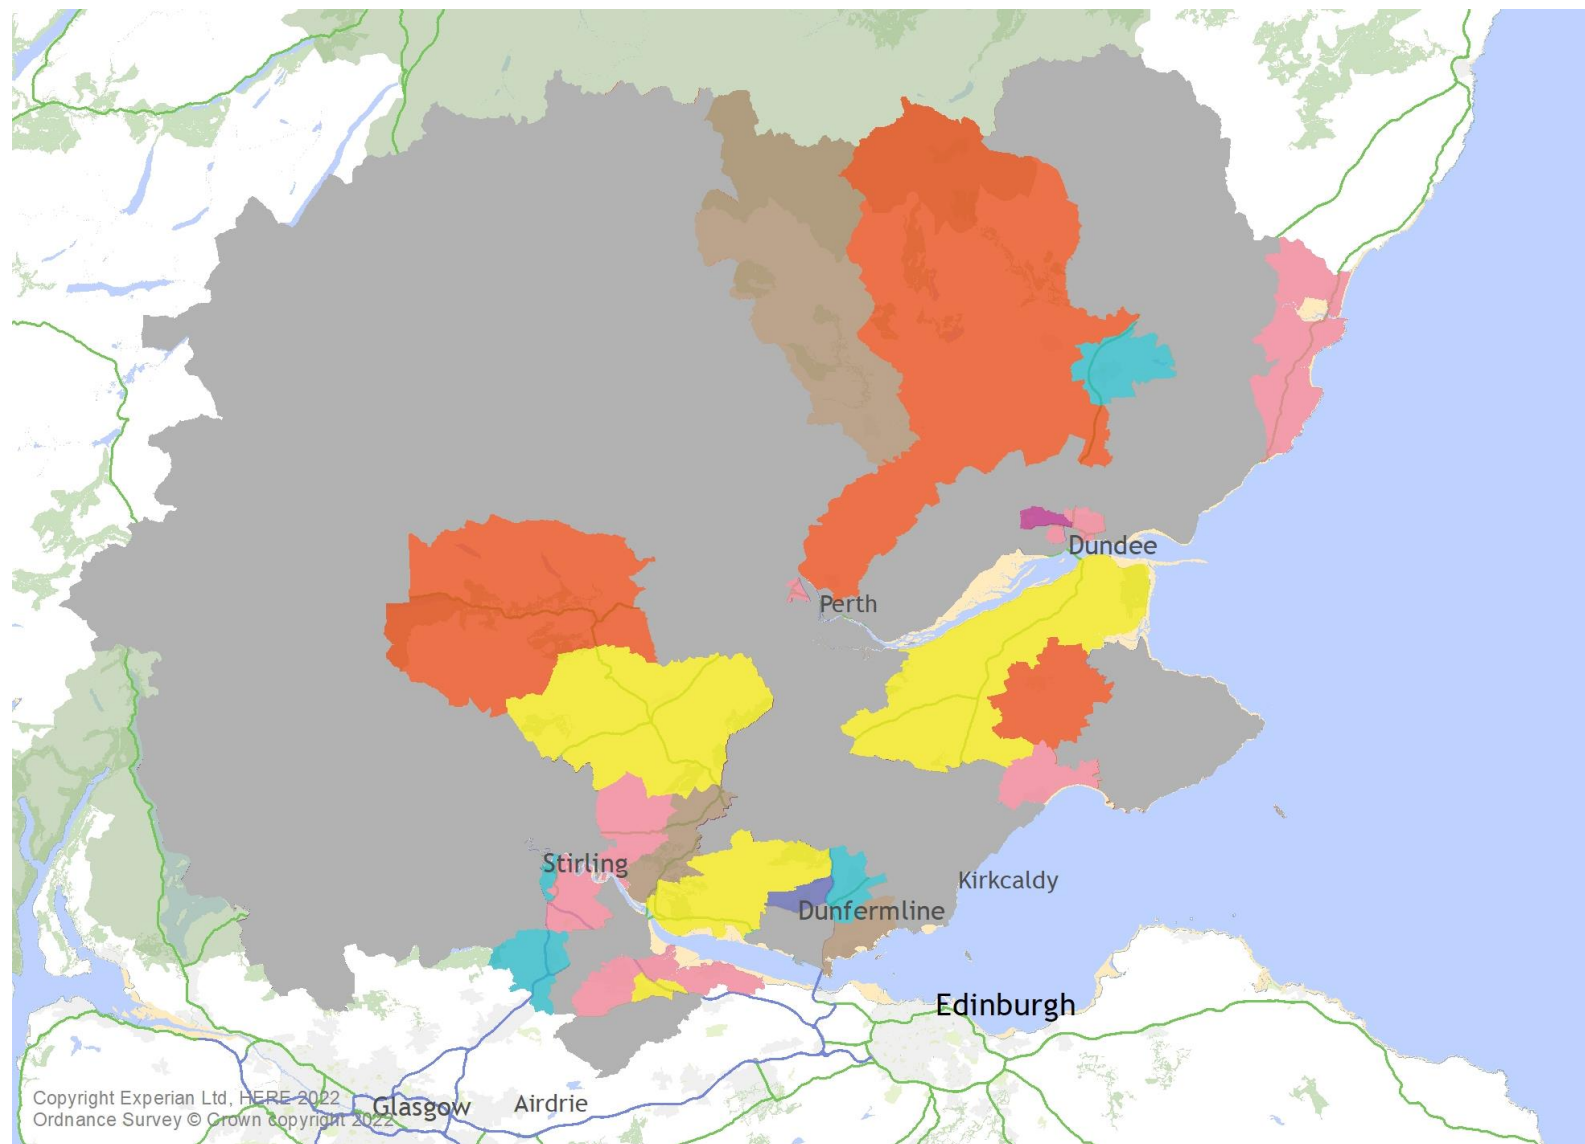 Dundee
Perth
Stirling
Kirkcaldy
Dunfermline
Edinburgh
Copyright Experian Ltd, HERE 2022
Glasgow
Airdrie
Ordnance Survey © Crown copyright 2022